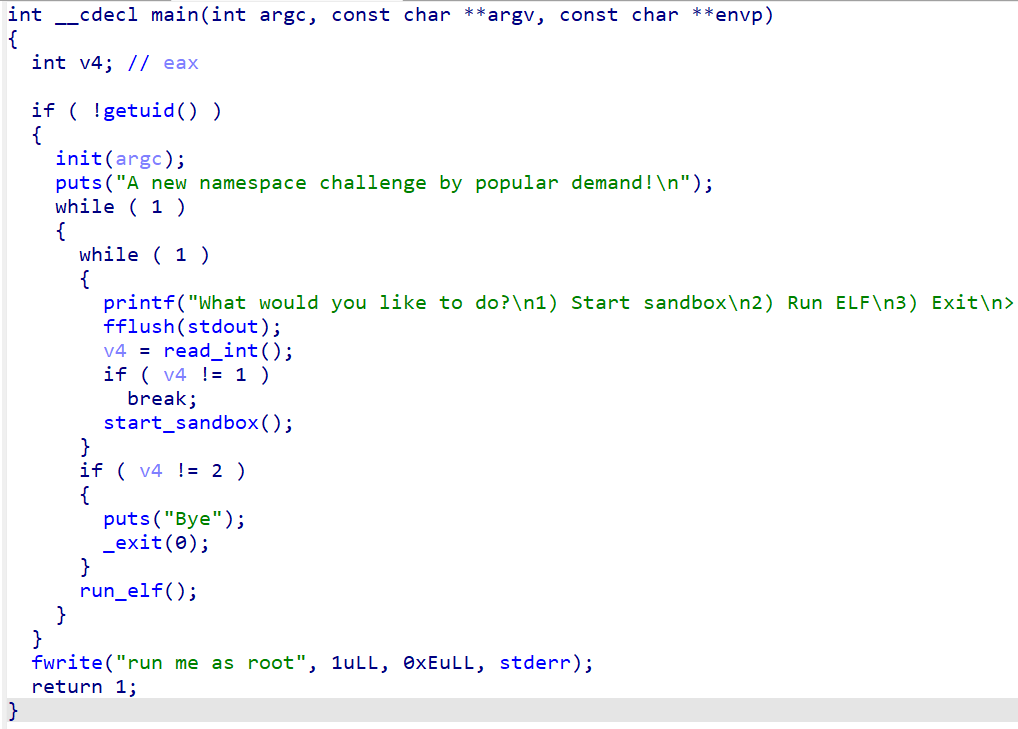 int __cdecl main(int argc, const char **argv, const char **envp)
{
  int v4; // eax

  if ( !getuid() )
  {
    init(argc);
    puts("A new namespace challenge by popular demand!\n");
    while ( 1 )
    {
      while ( 1 )
      {
        printf("What would you like to do?\n1) Start sandbox\n2) Run ELF\n3) Exit\n>
        fflush(stdout);
        v4 = read_int();
        if ( v4 != 1 )
          break;
        start_sandbox();
      }
      if ( v4 != 2 )
      {
        puts("Bye");
        _exit(0);
      }
      run_elf();
    }
  }
  fwrite("run me as root", 1uLL, 0xEuLL, stderr);
  return 1;
}